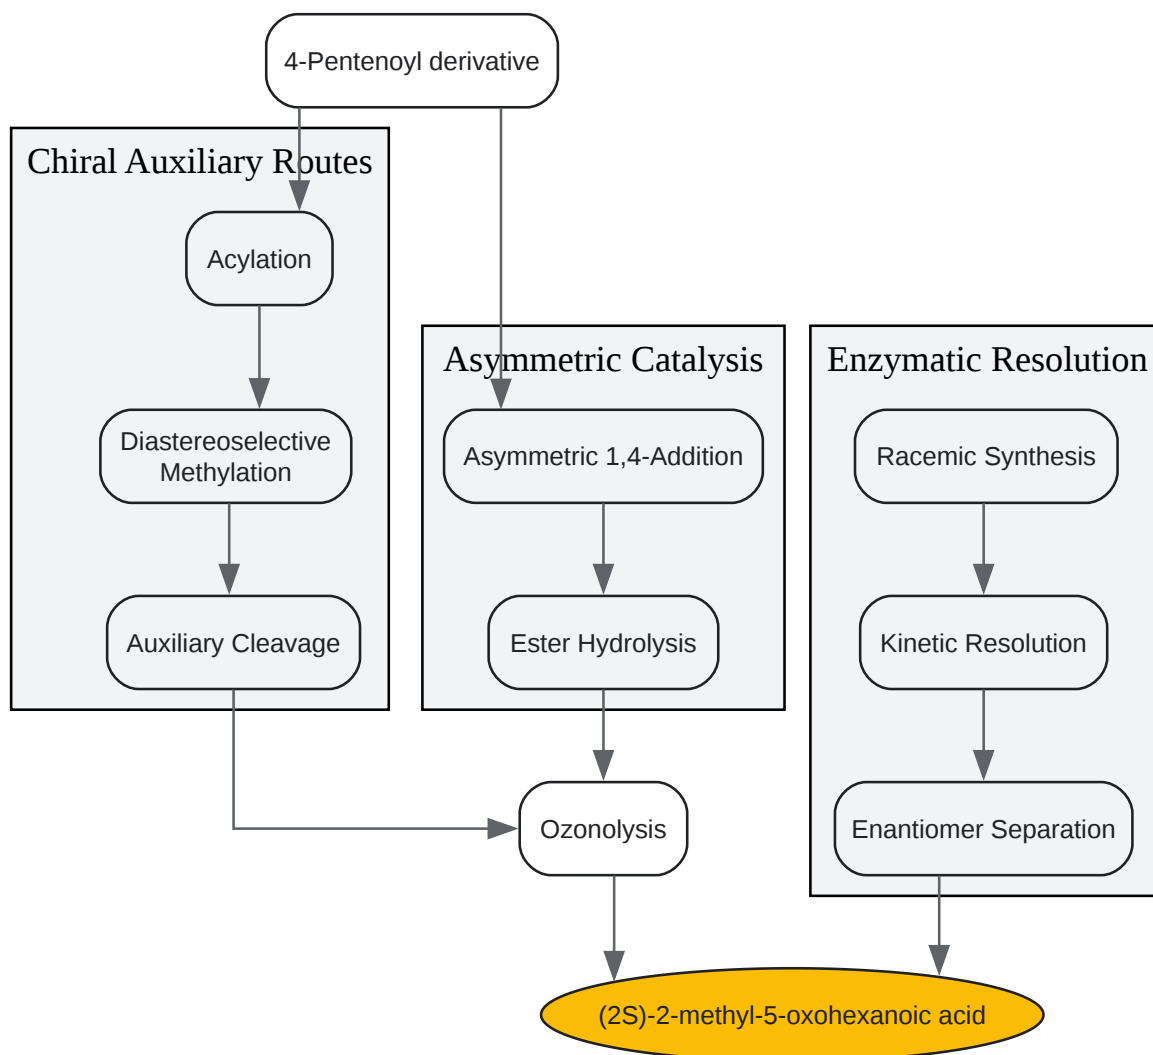 4-Pentenoyl derivative
Chiral Auxiliary Routes
Acylation
Diastereoselective
Methylation
Auxiliary Cleavage
Asymmetric Catalysis
Asymmetric 1,4-Addition
Ester Hydrolysis
Enzymatic Resolution
Racemic Synthesis
Kinetic Resolution
Enantiomer Separation
Ozonolysis
(2S)-2-methyl-5-oxohexanoic acid